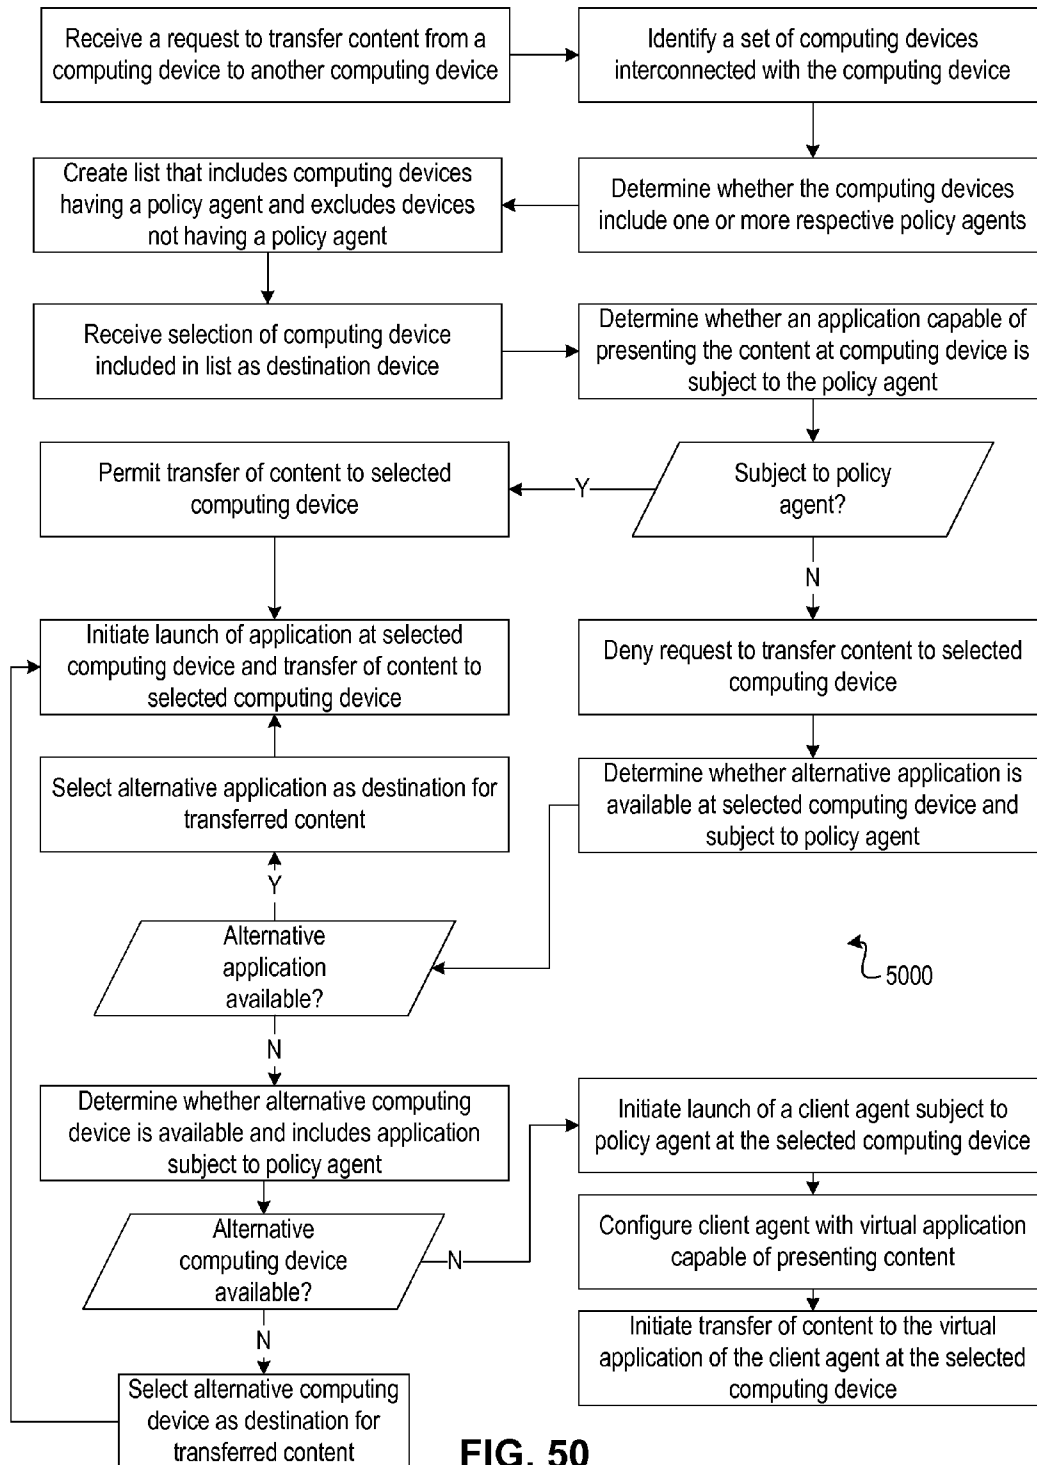 Receive a request to transfer content from a
computing device to another computing device
Identify a set of computing devices
interconnected with the computing device
Create list that includes computing devices
having a policy agent and excludes devices
not having a policy agent
Determine whether the computing devices
include one or more respective policy agents
Receive selection of computing device
included in list as destination device
Determine whether an application capable of
presenting the content at computing device is
subject to the policy agent
Permit transfer of content to selected
computing device
Y
Subject to policy
agent?
N
Initiate launch of application at selected
computing device and transfer of content to
selected computing device
Deny request to transfer content to selected
computing device
Select alternative application as destination for
transferred content
Determine whether alternative application is
available at selected computing device and
subject to policy agent
Y
Alternative
application
available?
5000
N
Determine whether alternative computing
device is available and includes application
subject to policy agent
Initiate launch of a client agent subject to
policy agent at the selected computing device
Alternative
computing device
available?
N
Configure client agent with virtual application
capable of presenting content
N
Initiate transfer of content to the virtual
application of the client agent at the selected
computing device
Select alternative computing
device as destination for
transferred content
FIG. 50